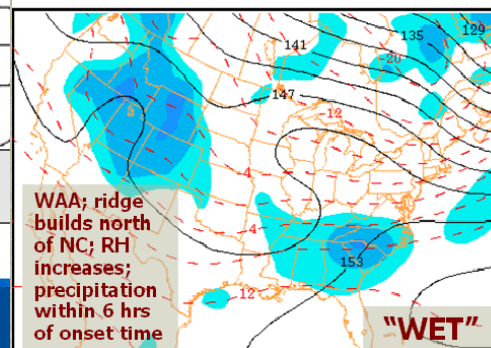 141
135
129
-20
147
-12
5
-4
WAA; ridge
builds north
of NC; RH
increases;
precipitation
within 6 hrs
of onset time
-4
153
12
"WET"